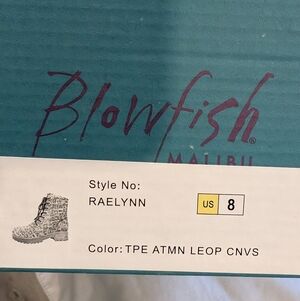 Blowfish®
MALIBU
Style No:
RAELYNN
US 8
Color: TPE ATMN LEOP CNVS